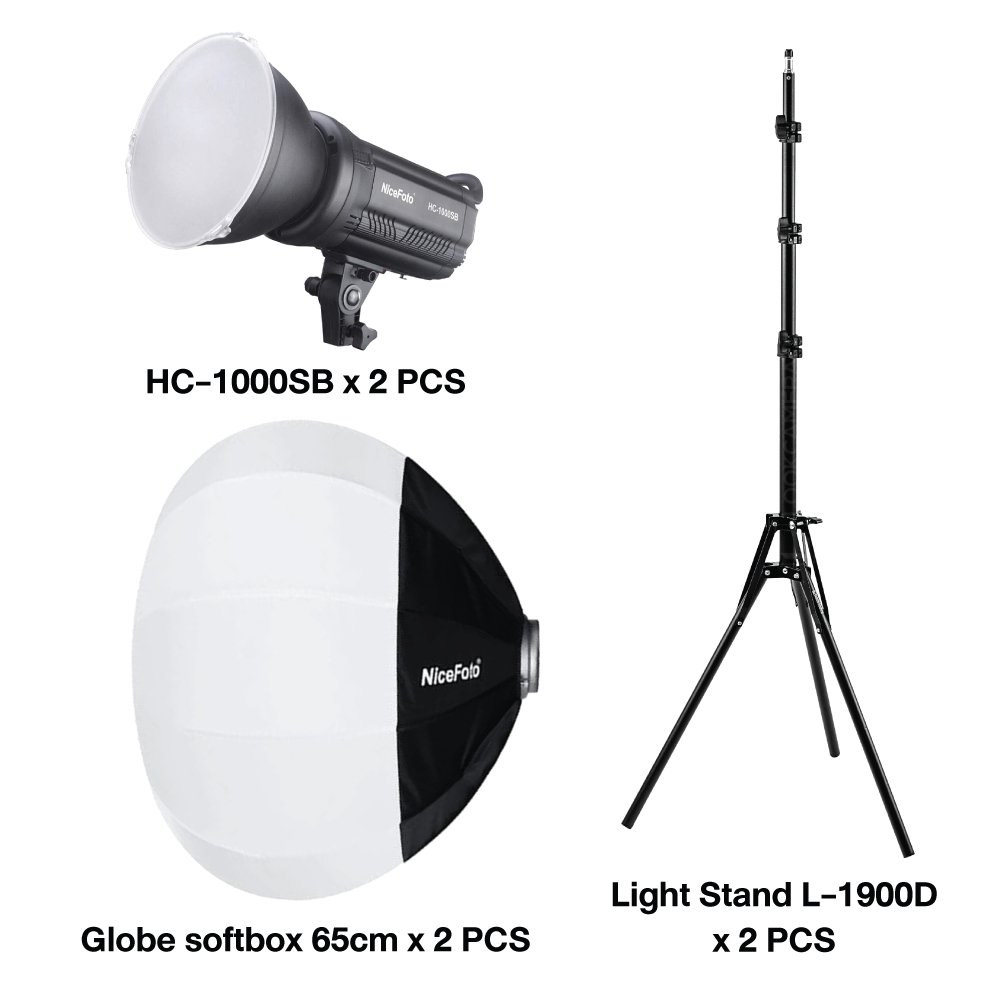 NiceFoto
HC-1000SB
HC-1000SB x 2 PCS
NiceFoto®
Globe softbox 65cm x 2 PCS
Light Stand L-1900D
x 2 PCS